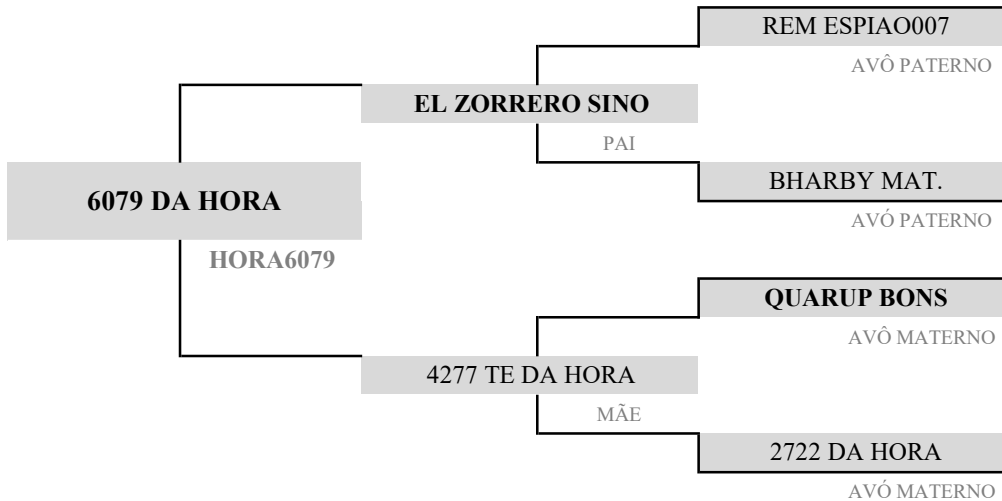 REM ESPIAO007
AVÔ PATERNO
EL ZORRERO SINO
PAI
BHARBY MAT.
AVÓ PATERNO
6079 DA HORA
HORA6079
QUARUP BONS
AVÔ MATERNO
4277 TE DA HORA
MÃE
2722 DA HORA
AVÓ MATERNO